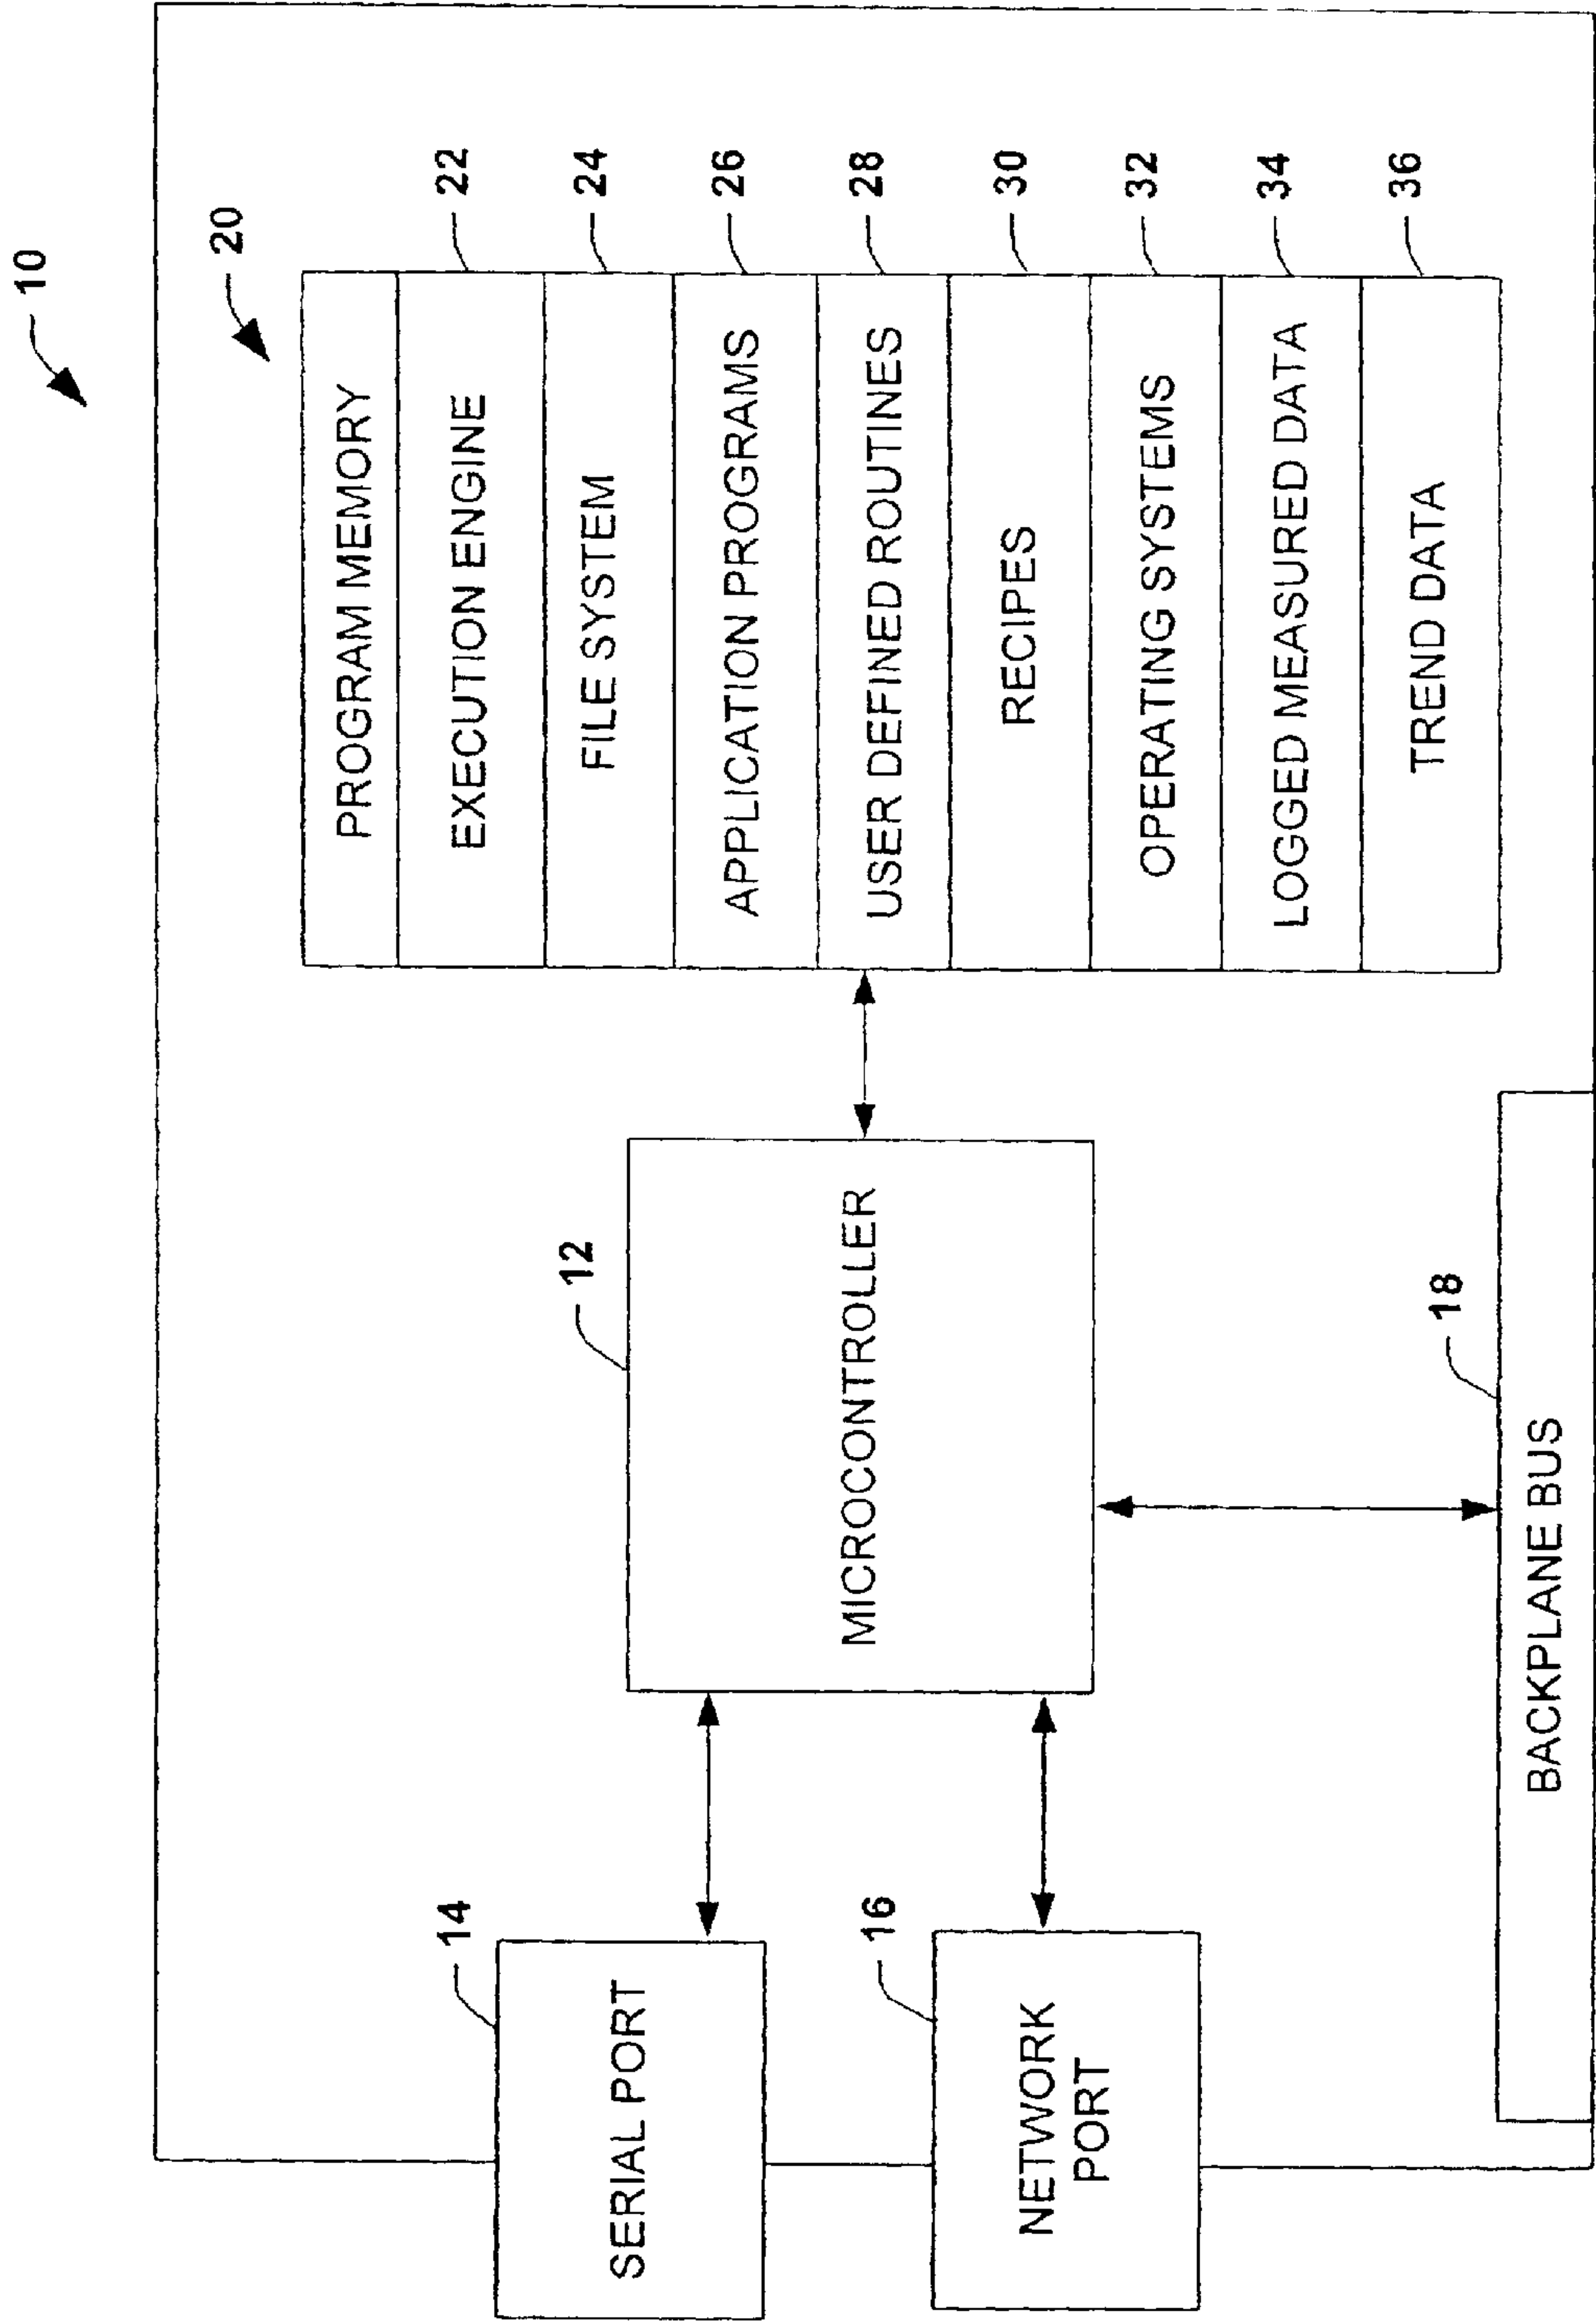 10
20
PROGRAM MEMORY
EXECUTION ENGINE
22
FILE SYSTEM
24
APPLICATION PROGRAMS
26
USER DEFINED ROUTINES
28
RECIPES
30
OPERATING SYSTEMS
32
LOGGED MEASURED DATA
34
TREND DATA
36
12
MICROCONTROLLER
14
SERIAL PORT
16
NETWORK
PORT
18
BACKPLANE BUS